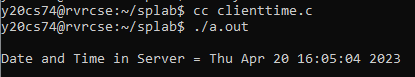 y20cs74@rvrcse:~/splab$ cc clienttime.c
y20cs74@rvrcse:~/splab$ ./a.out
Date and Time in Server = Thu Apr 20 16:05:04 2023